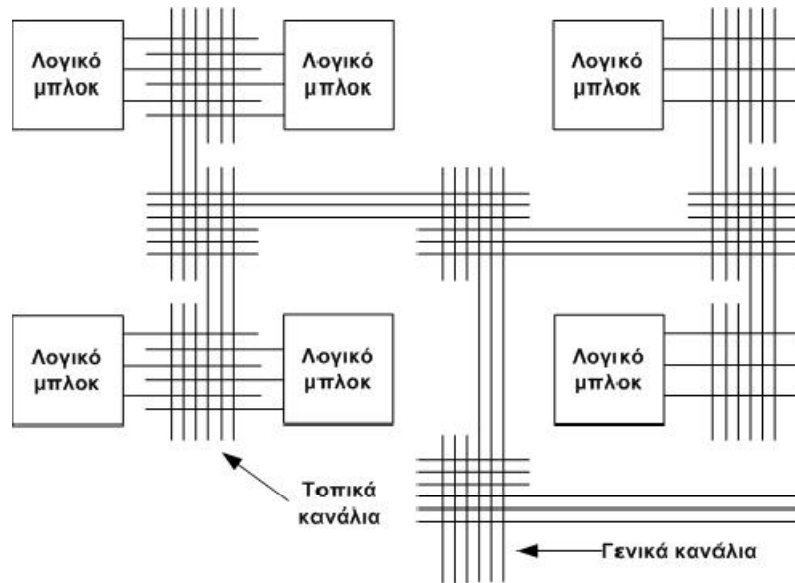 Λογικό
μπλοκ
Λογικό
μπλοκ
Λογικό
μπλοκ
Λογικό
μπλοκ
Λογικό
μπλοκ
Λογικό
μπλοκ
Τοπικά
κανάλια
Γενικά κανάλια